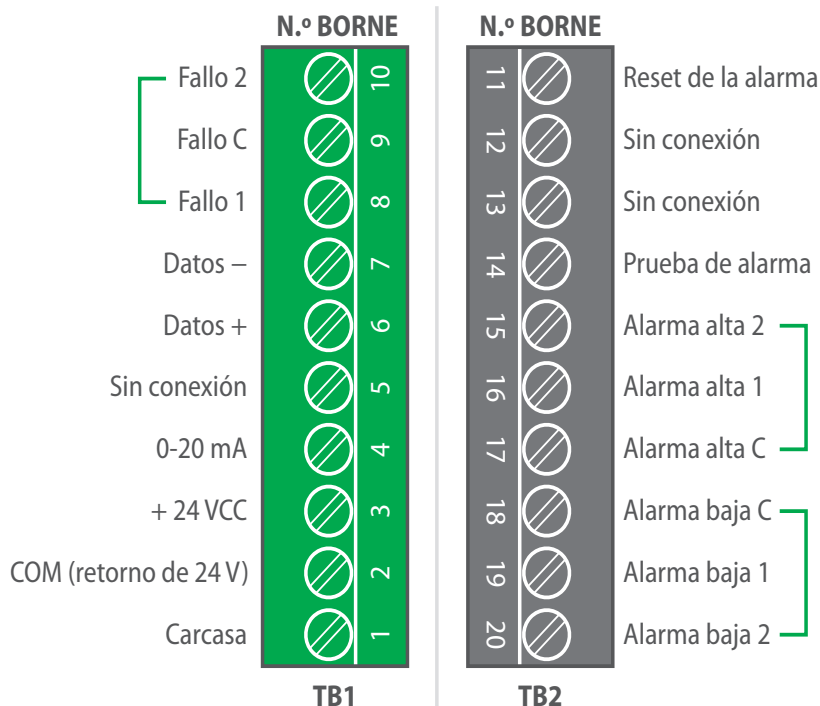 N.º BORNE
Fallo 2 10
Fallo C 9
Fallo 1 8
Datos – 7
Datos + 6
Sin conexión 5
0-20 mA 4
+ 24 VCC 3
COM (retorno de 24 V) 2
Carcasa 1
TB1
N.º BORNE
11 Reset de la alarma
12 Sin conexión
13 Sin conexión
14 Prueba de alarma
15 Alarma alta 2
16 Alarma alta 1
17 Alarma alta C
18 Alarma baja C
19 Alarma baja 1
20 Alarma baja 2
TB2